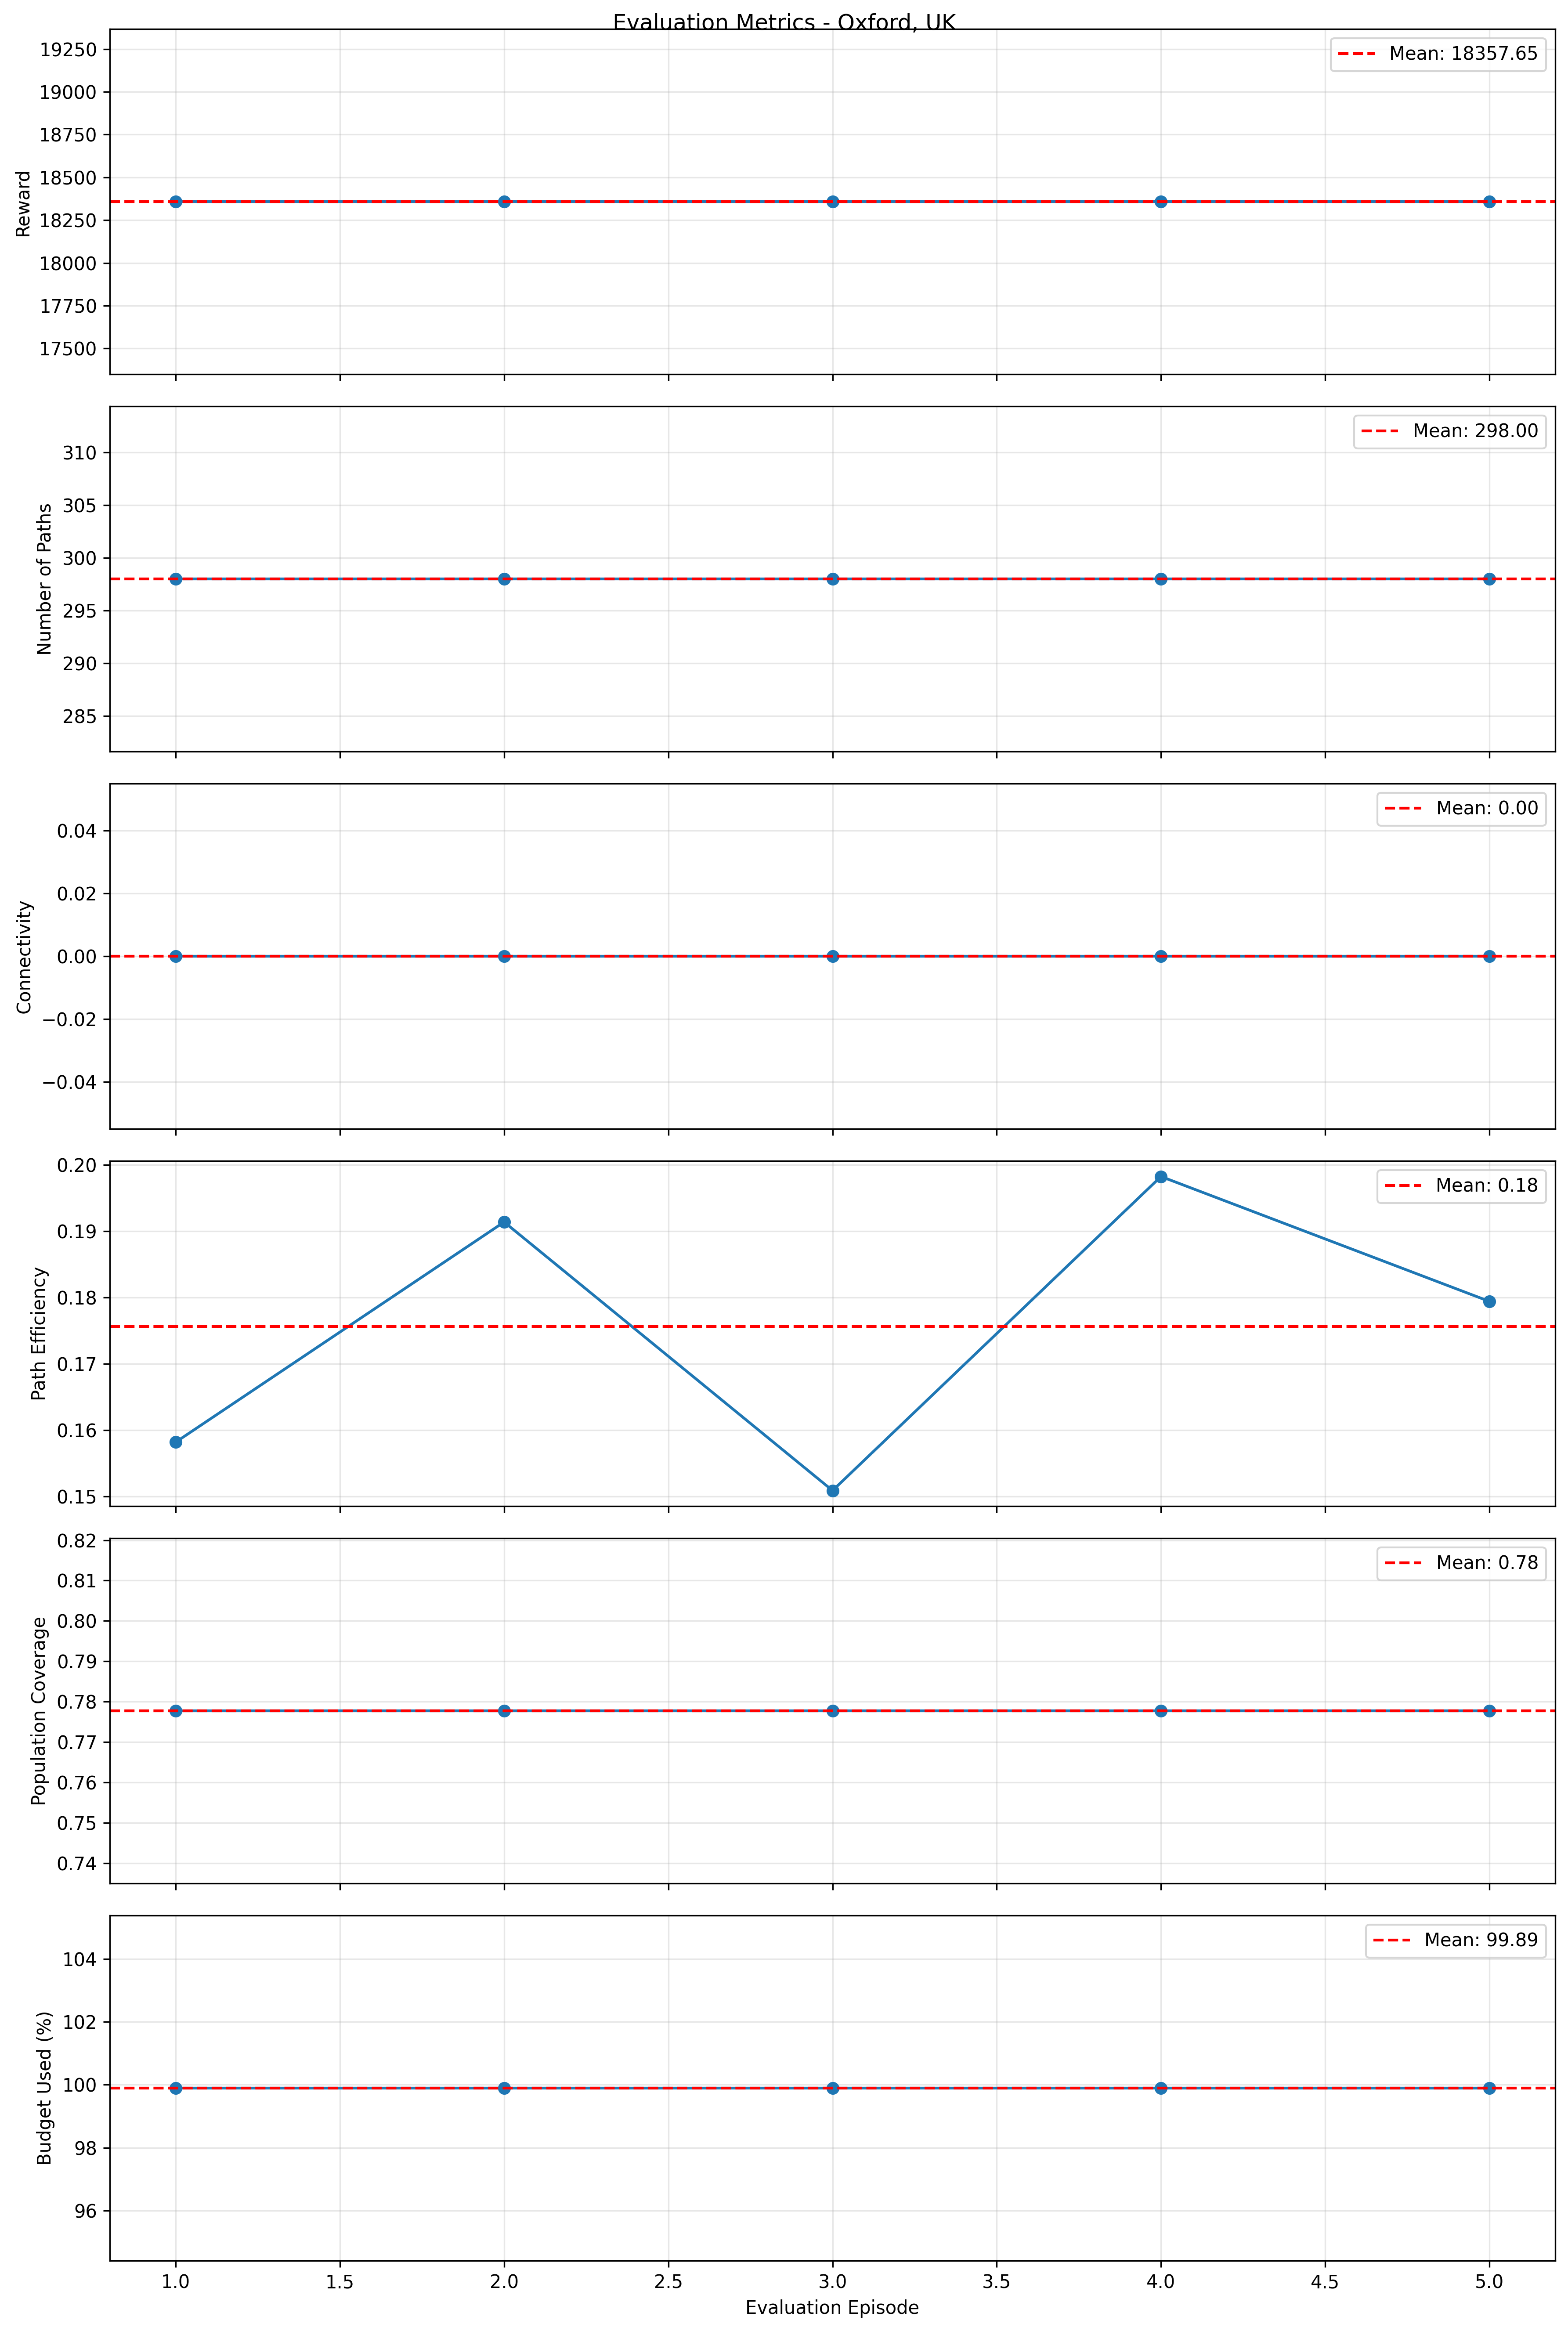 Evaluation Metrics - Oxford, UK
Mean: 18357.65
19250
19000
18750
18500
18250
18000
17750
17500
Reward
Mean: 298.00
310
305
300
295
290
285
Number of Paths
Mean: 0.00
0.04
0.02
0.00
−0.02
−0.04
Connectivity
Mean: 0.18
0.20
0.19
0.18
0.17
0.16
0.15
Path Efficiency
Mean: 0.78
0.82
0.81
0.80
0.79
0.78
0.77
0.76
0.75
0.74
Population Coverage
Mean: 99.89
104
102
100
98
96
Budget Used (%)
1.0 1.5 2.0 2.5 3.0 3.5 4.0 4.5 5.0
Evaluation Episode